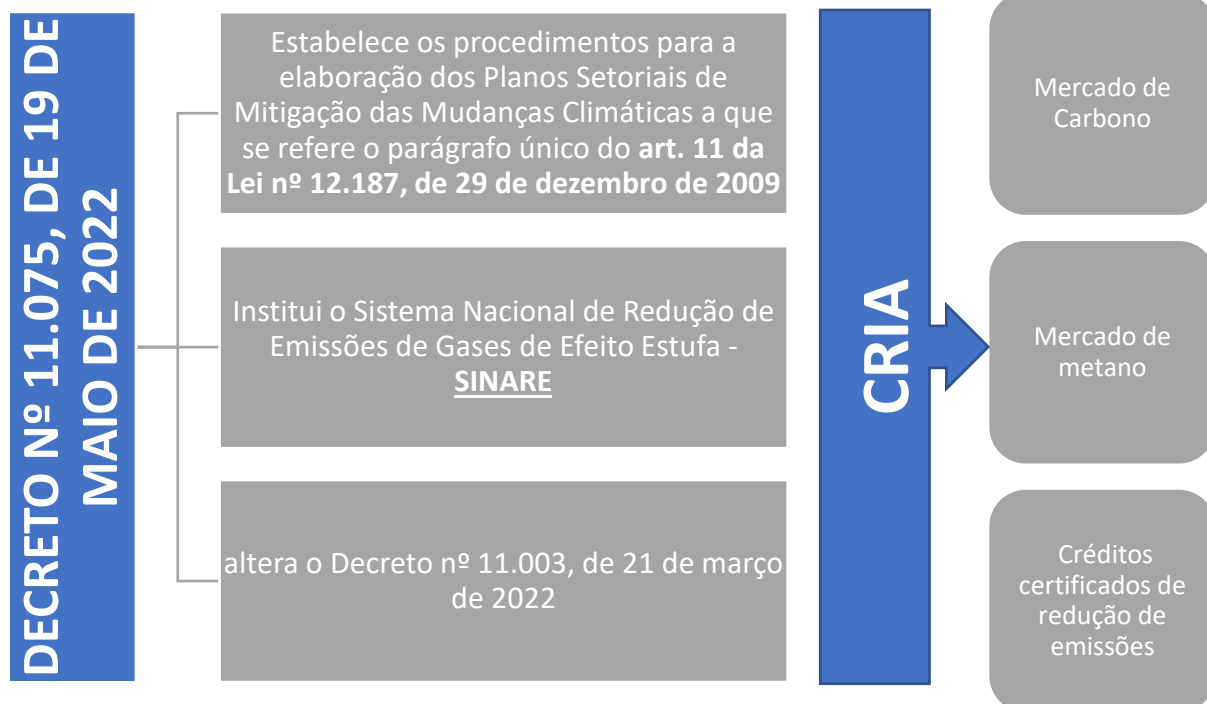 DECRETO Nº 11.075, DE 19 DE
MAIO DE 2022
Estabelece os procedimentos para a
elaboração dos Planos Setoriais de
Mitigação das Mudanças Climáticas a que
se refere o parágrafo único do art. 11 da
Lei nº 12.187, de 29 de dezembro de 2009
Institui o Sistema Nacional de Redução de
Emissões de Gases de Efeito Estufa -
SINARE
altera o Decreto nº 11.003, de 21 de março
de 2022
CRIA
Mercado de
Carbono
Mercado de
metano
Créditos
certificados de
redução de
emissões